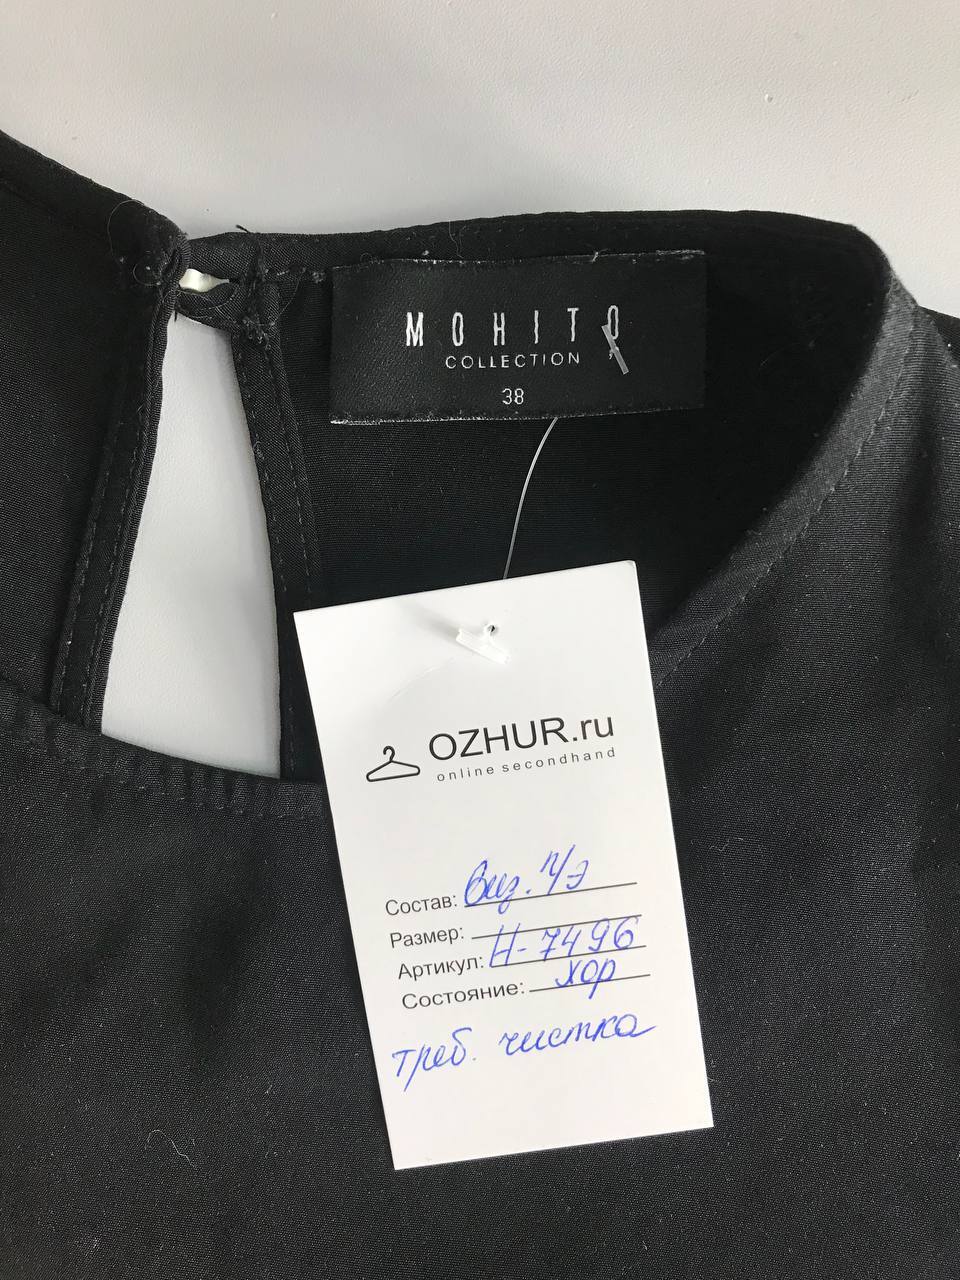 MOHITO
COLLECTION
38
OZHUR.ru
online secondhand
Состав: Виз. П/Э
Размер:
Артикул: Н-7496
Состояние: хор
треб. чистка